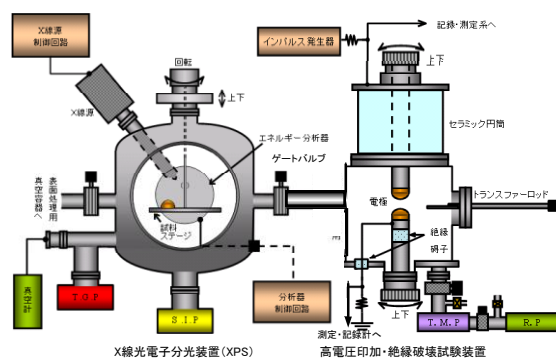 X線源
制御回路
X線源
回転
上下
エネルギー分析器
ゲートバルブ
表面処理用
真空容器へ
試料
ステージ
真空計
T.G.P
S.I.P
分析器
制御回路
X線光電子分光装置(XPS)
インパルス発生器
記録・測定系へ
上下
セラミック円筒
電極
トランスファーロッド
絶縁
碍子
上下
測定・記録計へ
T.M.P
R.P
高電圧印加・絶縁破壊試験装置